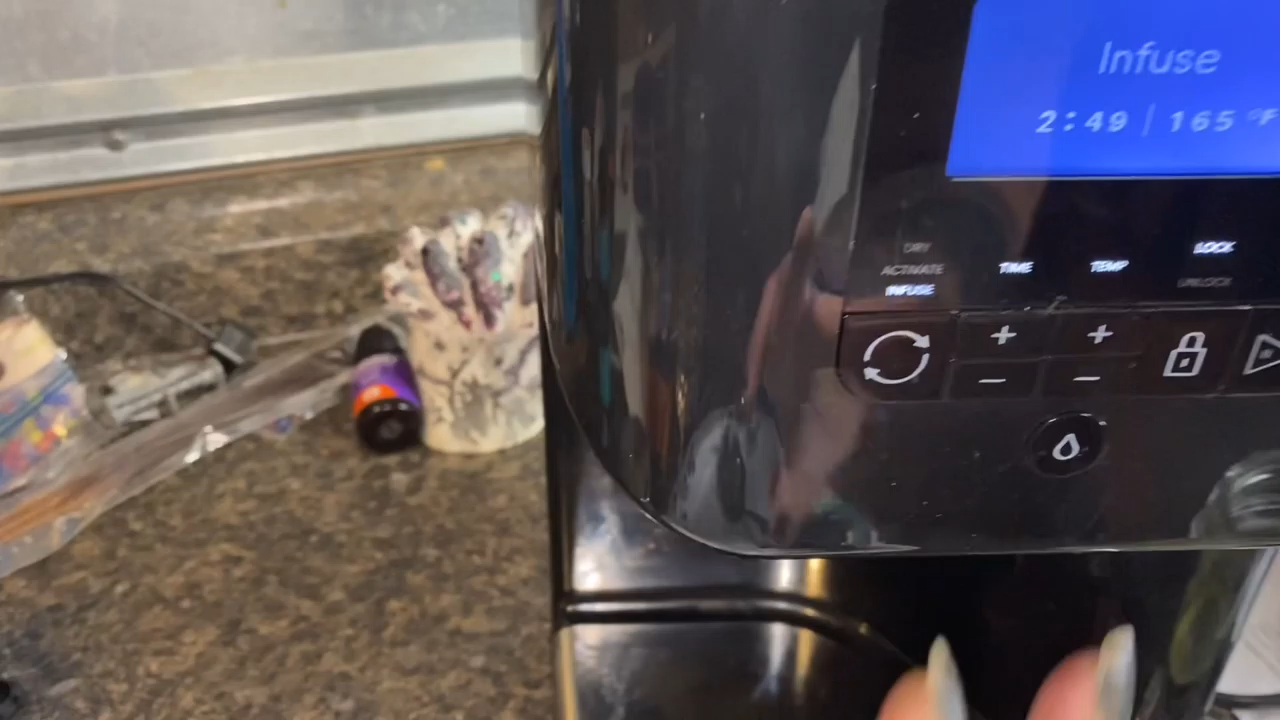 Infuse
2:49 | 165 °F
DRY
ACTIVATE
INFUSE
TIME
TEMP
LOCK
UNLOCK